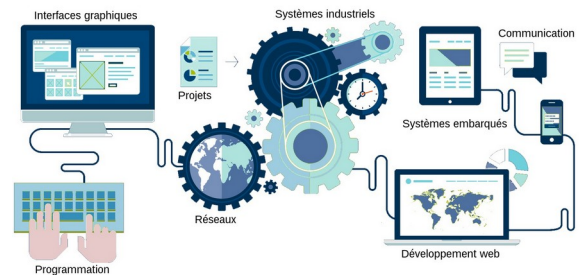 Interfaces graphiques
Systèmes industriels
Communication
Projets
Systèmes embarqués
Réseaux
Développement web
Programmation